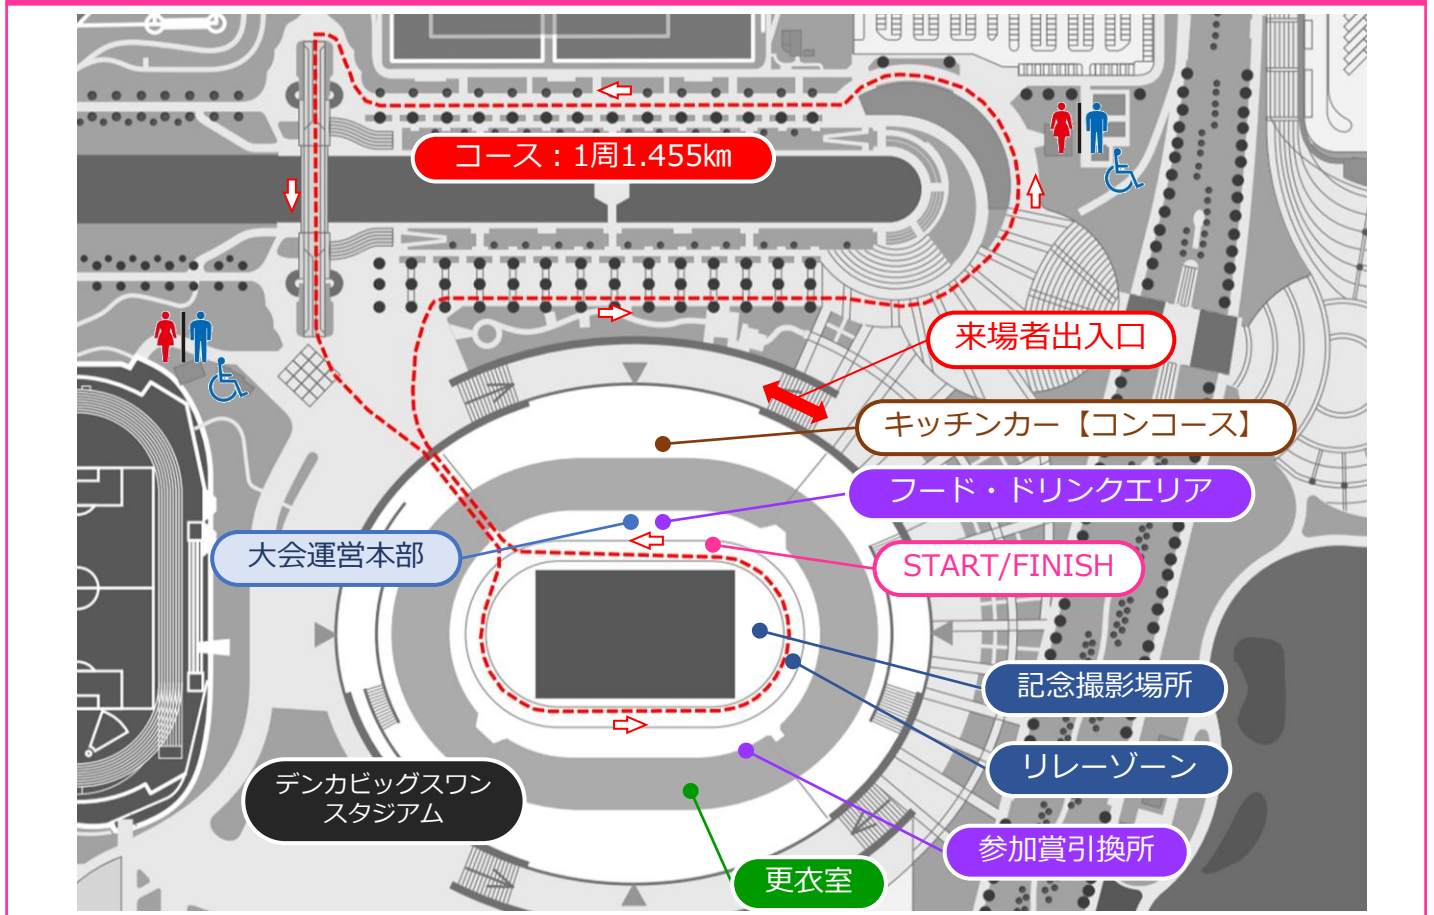 コース：1周1.455㎞
来場者出入口
キッチンカー【コンコース】
フード・ドリンクエリア
大会運営本部
START/FINISH
記念撮影場所
リレーゾーン
デンカビッグスワン
スタジアム
参加賞引換所
更衣室